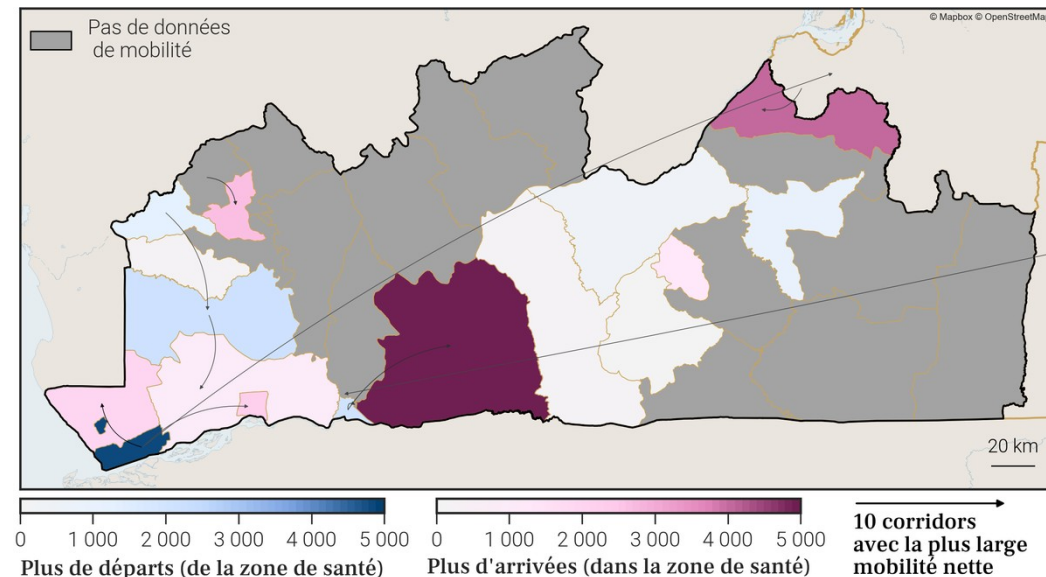 Pas de données
de mobilité
© Mapbox © OpenStreetMap
20 km
0 1 000 2 000 3 000 4 000 5 000
Plus de départs (de la zone de santé)
0 1 000 2 000 3 000 4 000 5 000
Plus d'arrivées (dans la zone de santé)
10 corridors
avec la plus large
mobilité nette